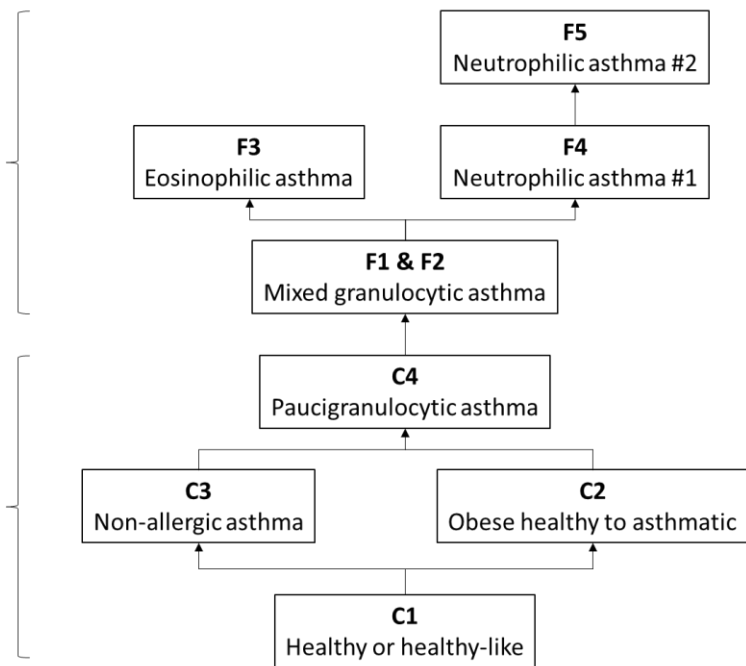 F5
Neutrophilic asthma #2
F3
Eosinophilic asthma
F4
Neutrophilic asthma #1
F1 & F2
Mixed granulocytic asthma
C4
Paucigranulocytic asthma
C3
Non-allergic asthma
C2
Obese healthy to asthmatic
C1
Healthy or healthy-like